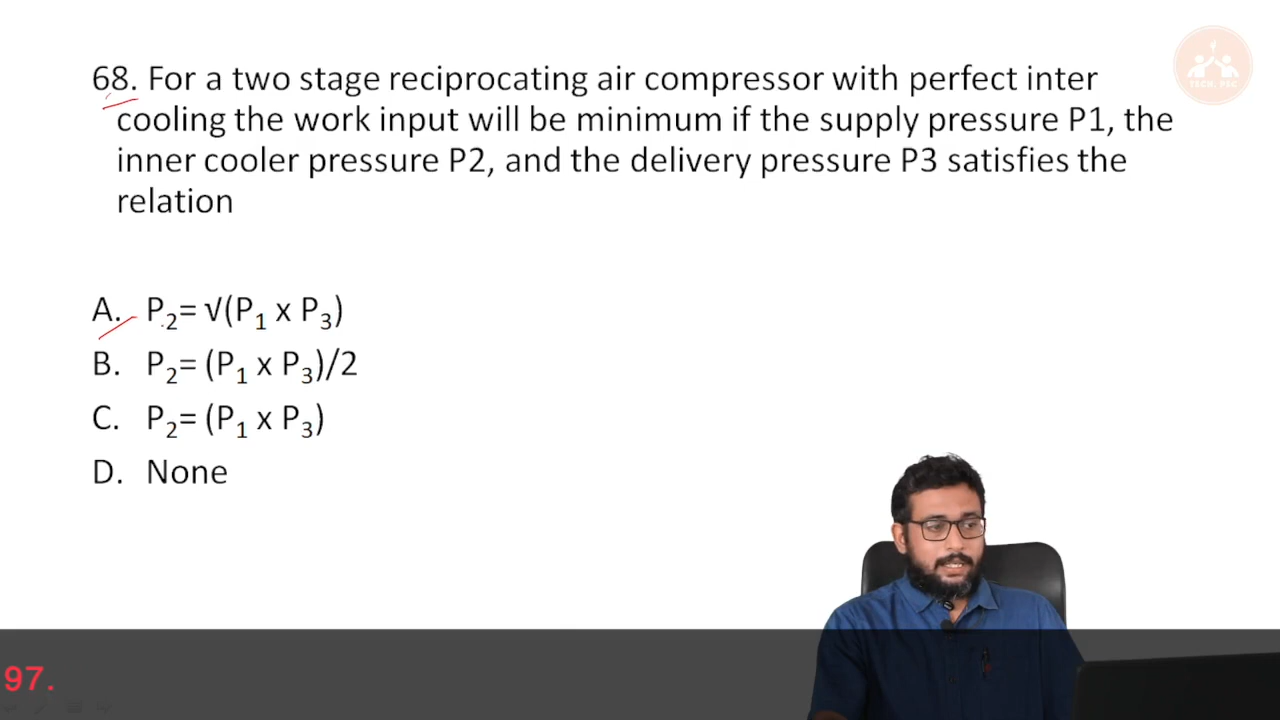 TECH. PSC
68. For a two stage reciprocating air compressor with perfect inter
cooling the work input will be minimum if the supply pressure P1, the
inner cooler pressure P2, and the delivery pressure P3 satisfies the
relation
A. P₂= √(P₁ x P₃)
B. P₂= (P₁ x P₃)/2
C. P₂= (P₁ x P₃)
D. None
97.